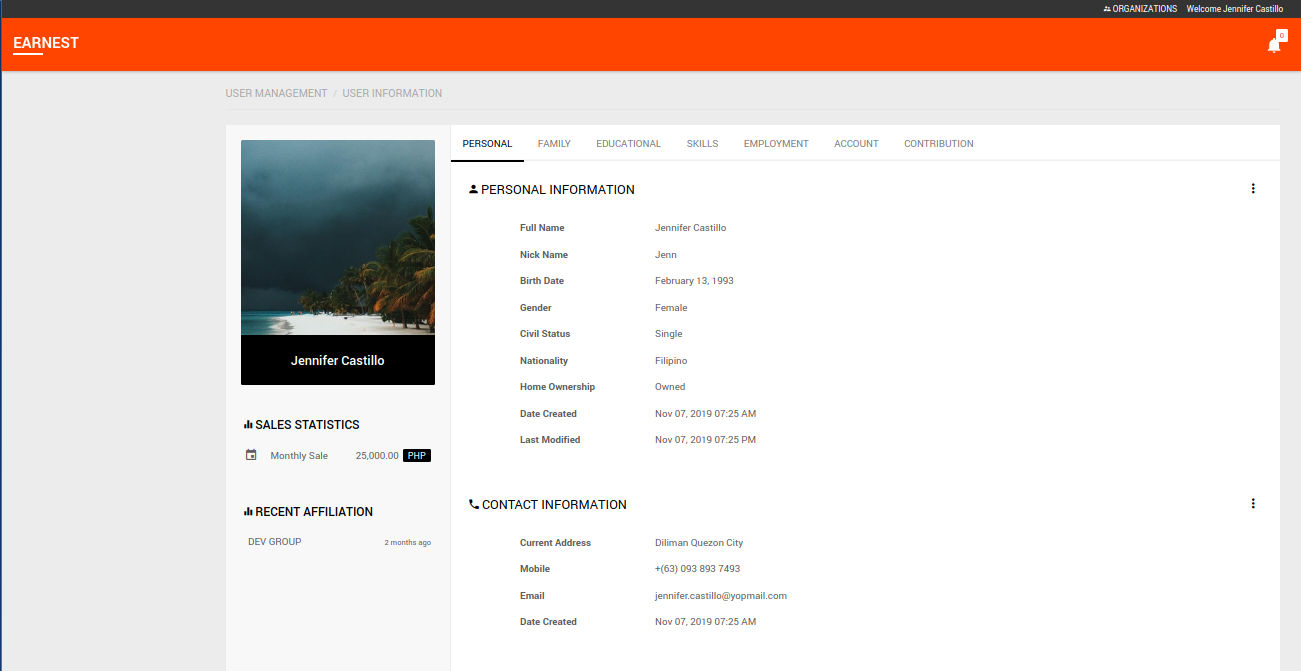 ORGANIZATIONS Welcome Jennifer Castillo
EARNEST
0
USER MANAGEMENT / USER INFORMATION
Jennifer Castillo
SALES STATISTICS
Monthly Sale 25,000.00 PHP
RECENT AFFILIATION
DEV GROUP 2 months ago
PERSONAL FAMILY EDUCATIONAL SKILLS EMPLOYMENT ACCOUNT CONTRIBUTION
PERSONAL INFORMATION
Full Name Jennifer Castillo
Nick Name Jenn
Birth Date February 13, 1993
Gender Female
Civil Status Single
Nationality Filipino
Home Ownership Owned
Date Created Nov 07, 2019 07:25 AM
Last Modified Nov 07, 2019 07:25 PM
CONTACT INFORMATION
Current Address Diliman Quezon City
Mobile +(63) 093 893 7493
Email jennifer.castillo@yopmail.com
Date Created Nov 07, 2019 07:25 AM